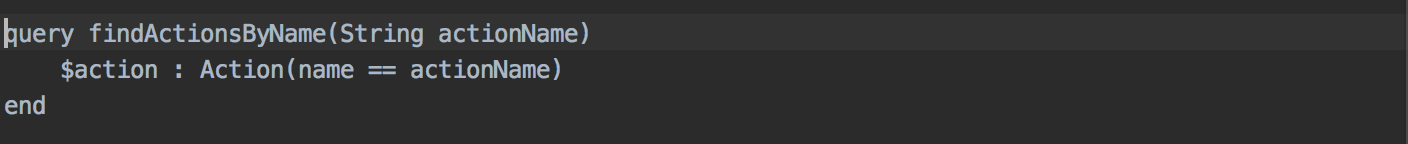 query findActionsByName(String actionName)
    $action : Action(name == actionName)
end